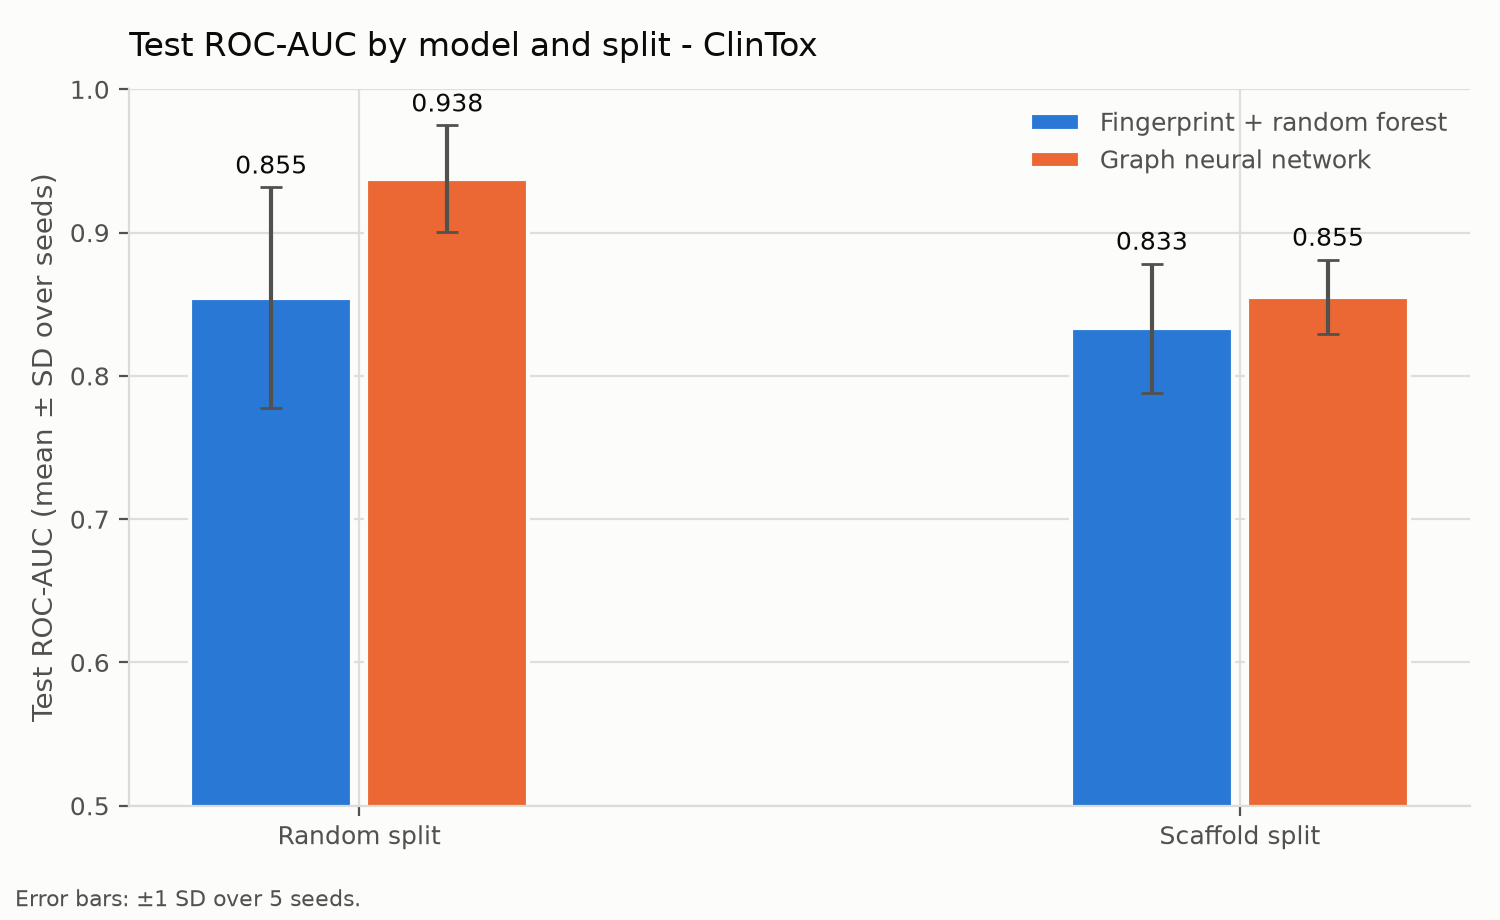 Test ROC-AUC by model and split - ClinTox
Test ROC-AUC (mean ± SD over seeds)
1.0
0.9
0.8
0.7
0.6
0.5
0.855
0.938
0.833
0.855
Fingerprint + random forest
Graph neural network
Random split
Scaffold split
Error bars: ±1 SD over 5 seeds.